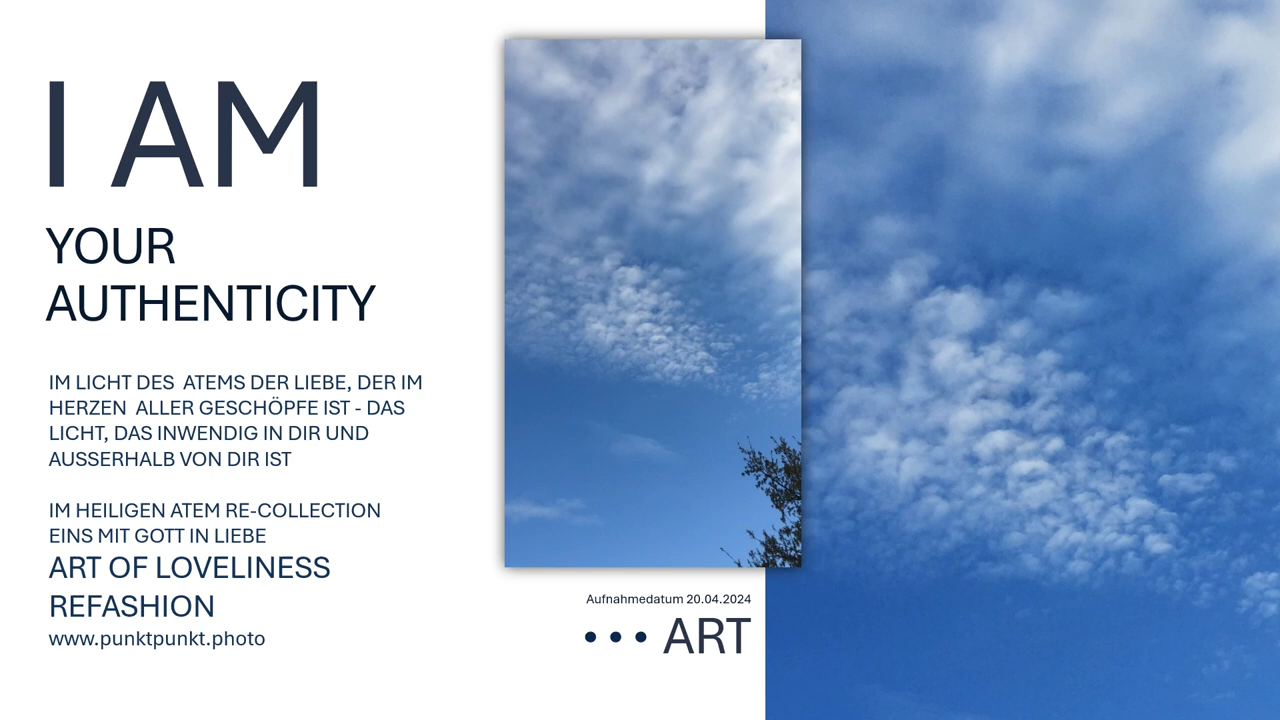 I AM
YOUR
AUTHENTICITY
IM LICHT DES  ATEMS DER LIEBE, DER IM
HERZEN  ALLER GESCHÖPFE IST - DAS
LICHT, DAS INWENDIG IN DIR UND
AUSSERHALB VON DIR IST
IM HEILIGEN ATEM RE-COLLECTION
EINS MIT GOTT IN LIEBE
ART OF LOVELINESS
REFASHION
www.punktpunkt.photo
Aufnahmedatum 20.04.2024
• • • ART